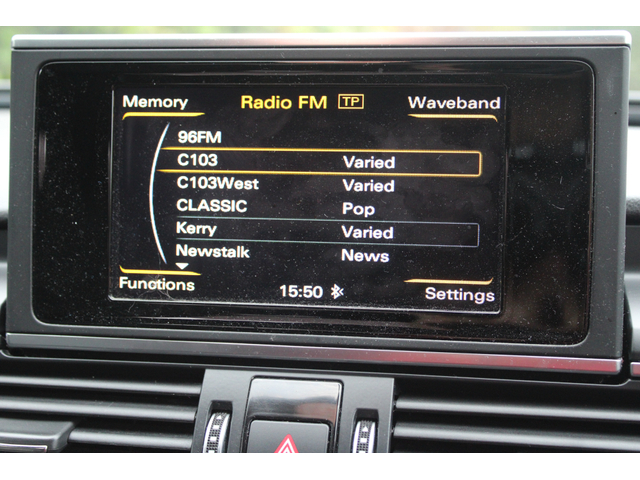 Memory Radio FM TP Waveband
96FM
C103 Varied
C103West Varied
CLASSIC Pop
Kerry Varied
Newstalk News
Functions 15:50 Settings